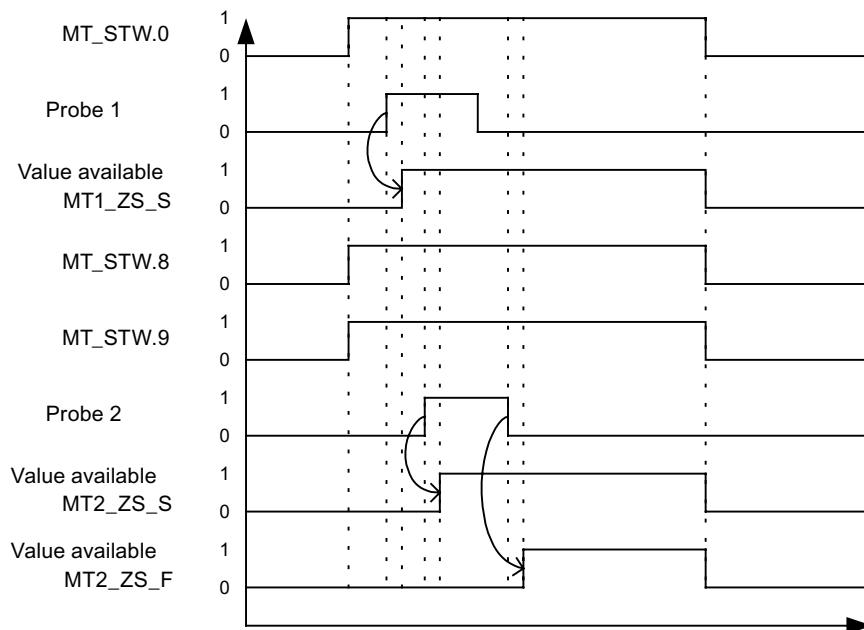 1
MT_STW.0
0
1
Probe 1
0
Value available
1
MT1_ZS_S
0
1
MT_STW.8
0
1
MT_STW.9
0
1
Probe 2
0
Value available
1
MT2_ZS_S
0
Value available
1
MT2_ZS_F
0